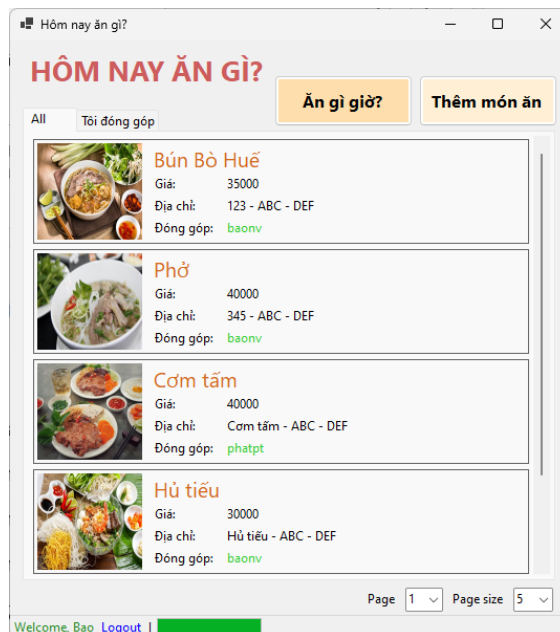 Hôm nay ăn gì?
HÔM NAY ĂN GÌ?
Ăn gì giờ?
Thêm món ăn
All
Tôi đóng góp
Bún Bò Huế
Giá: 35000
Địa chỉ: 123 - ABC - DEF
Đóng góp: baonv
Phở
Giá: 40000
Địa chỉ: 345 - ABC - DEF
Đóng góp: baonv
Cơm tấm
Giá: 40000
Địa chỉ: Cơm tấm - ABC - DEF
Đóng góp: phatpt
Hủ tiếu
Giá: 30000
Địa chỉ: Hủ tiếu - ABC - DEF
Đóng góp: baonv
Page 1 Page size 5
Welcome, Bao Logout |